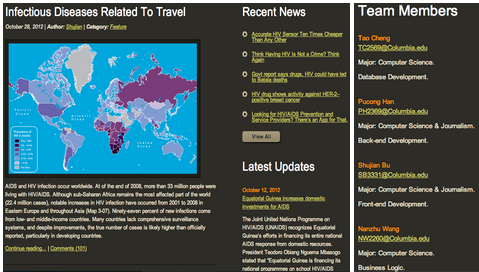 Infectious Diseases Related To Travel
October 28, 2012 | Author: Shujian | Category: Feature
AIDS and HIV infection occur worldwide. At of the end of 2008, more than 33 million people were
living with HIV/AIDS. Although sub-Saharan Africa remains the most affected part of the world
(22.4 million cases), notable increases in HIV infection have occurred from 2001 to 2008 in
Eastern Europe and throughout Asia (Map 3-07). Ninety-seven percent of new infections come
from low- and middle-income countries. Many countries lack comprehensive surveillance
systems, and despite improvements, the true number of cases is likely higher than officially
reported, particularly in developing countries.
Continue reading... | Comments (101)
Recent News
Accurate HIV Sensor Ten Times Cheaper
Than Any Other
Think Having HIV Is Not a Crime? Think
Again
Govt report says drugs, HIV could have led
to Batala deaths
HIV drug shows activity against HER-2-
positive breast cancer
Looking for HIV/AIDS Prevention and
Service Providers? There's an App for That.
View All
Latest Updates
October 12, 2012
Equatorial Guinea increases domestic
investments for AIDS
The Joint United Nations Programme on
HIV/AIDS (UNAIDS) recognizes Equatorial
Guinea's efforts in financing its entire national
AIDS response from domestic resources.
President Teodoro Obiang Nguema Mbasogo
stated that "Equatorial Guinea is financing its
national programmes on school HIV/AIDS
Team Members
Tao Cheng
TC2569@Columbia.edu
Major: Computer Science.
Database Development.
Pucong Han
PH2369@Columbia.edu
Major: Computer Science & Journalism.
Back-end Development.
Shujian Bu
SB3331@Columbia.edu
Major: Computer Science & Journalism.
Front-end Development.
Nanzhu Wang
NW2260@Columbia.edu
Major: Computer Science.
Business Logic.